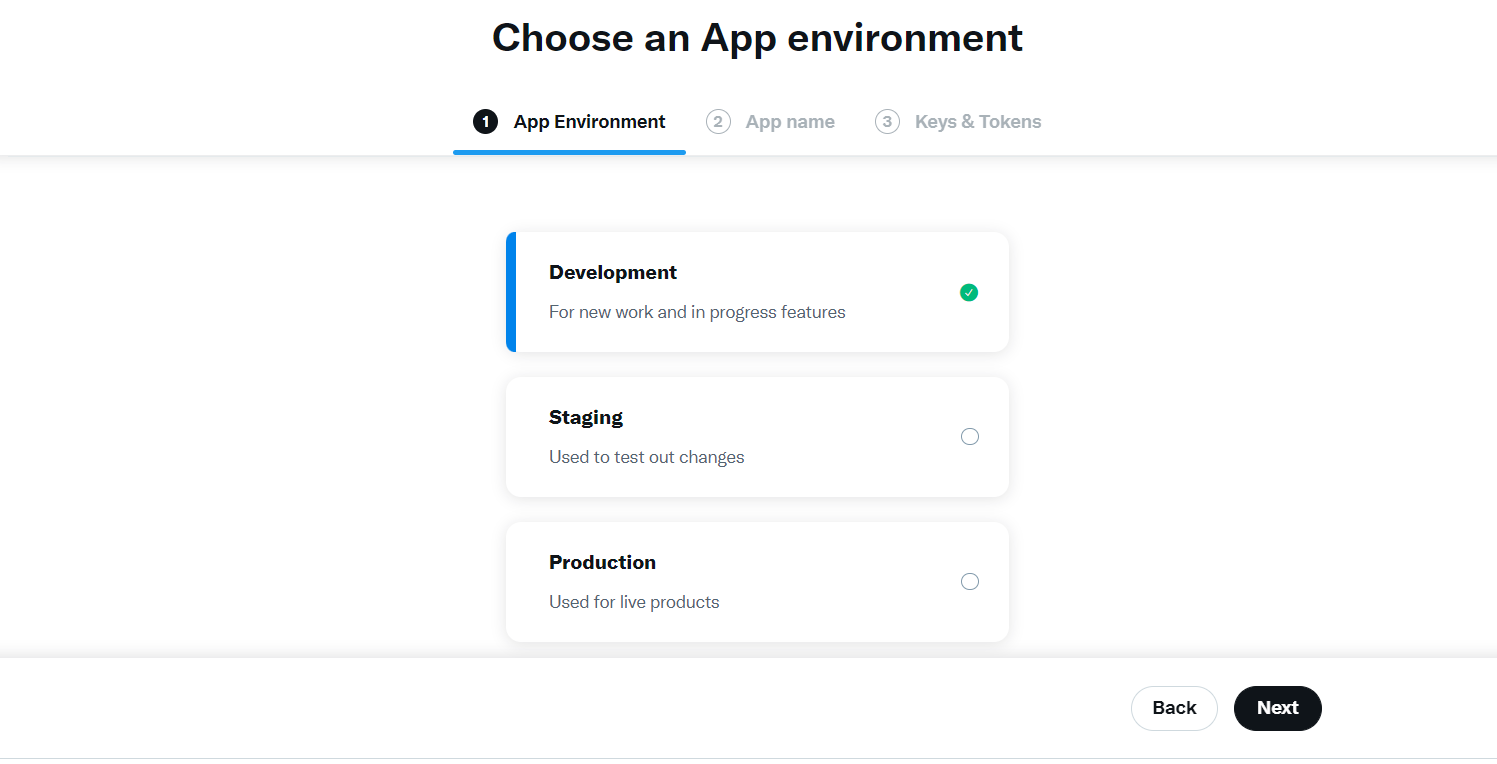 Choose an App environment
1 App Environment 2 App name 3 Keys & Tokens
Development
For new work and in progress features
Staging
Used to test out changes
Production
Used for live products
Back Next